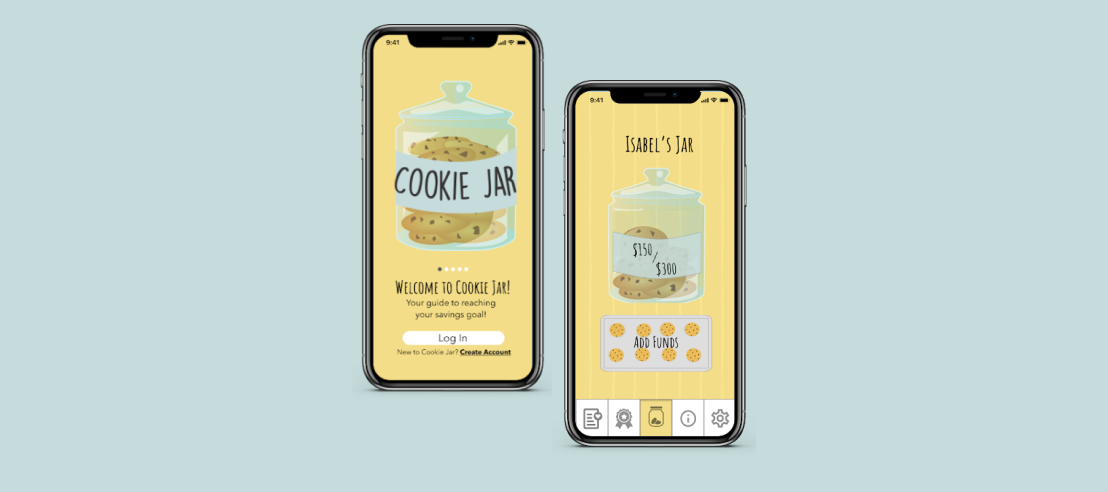 9:41
COOKIE JAR
WELCOME TO COOKIE JAR!
Your guide to reaching
your savings goal!
Log In
New to Cookie Jar? Create Account
9:41
ISABEL'S JAR
$150/
$300
ADD FUNDS